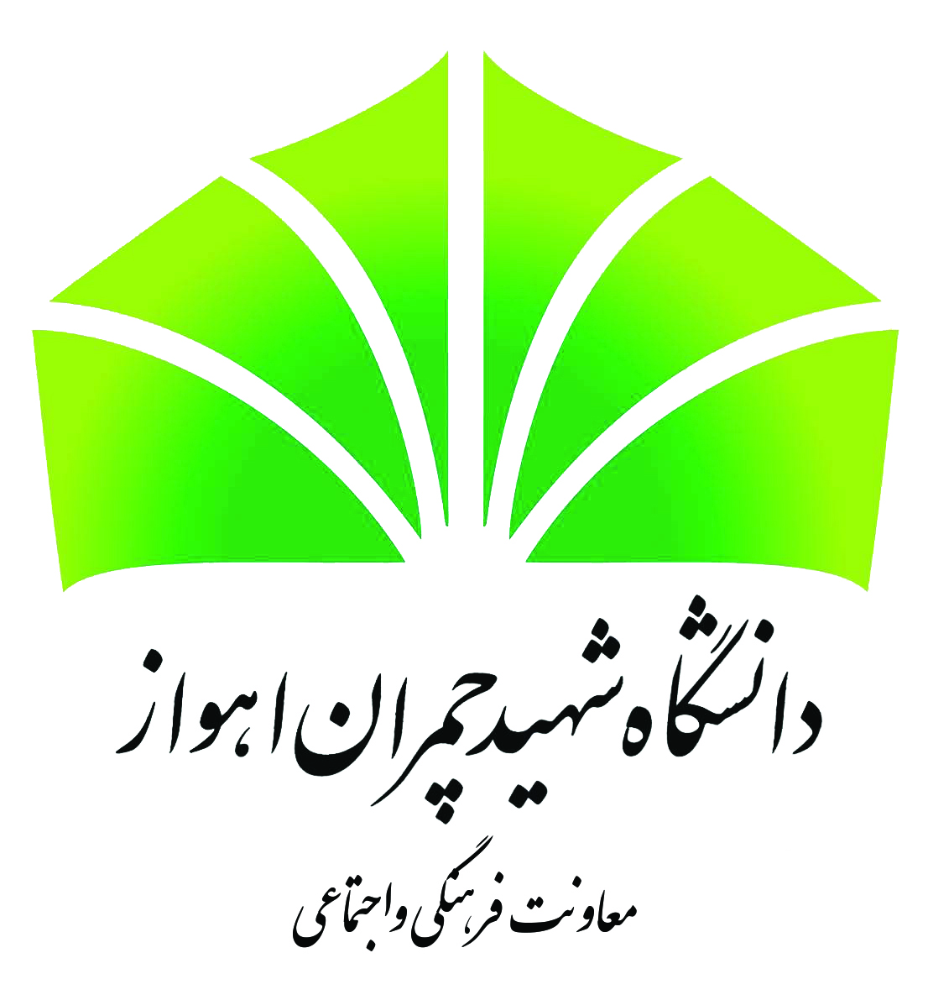 دانشگاه شهید چمران اهواز
معاونت فرهنگی و اجتماعی